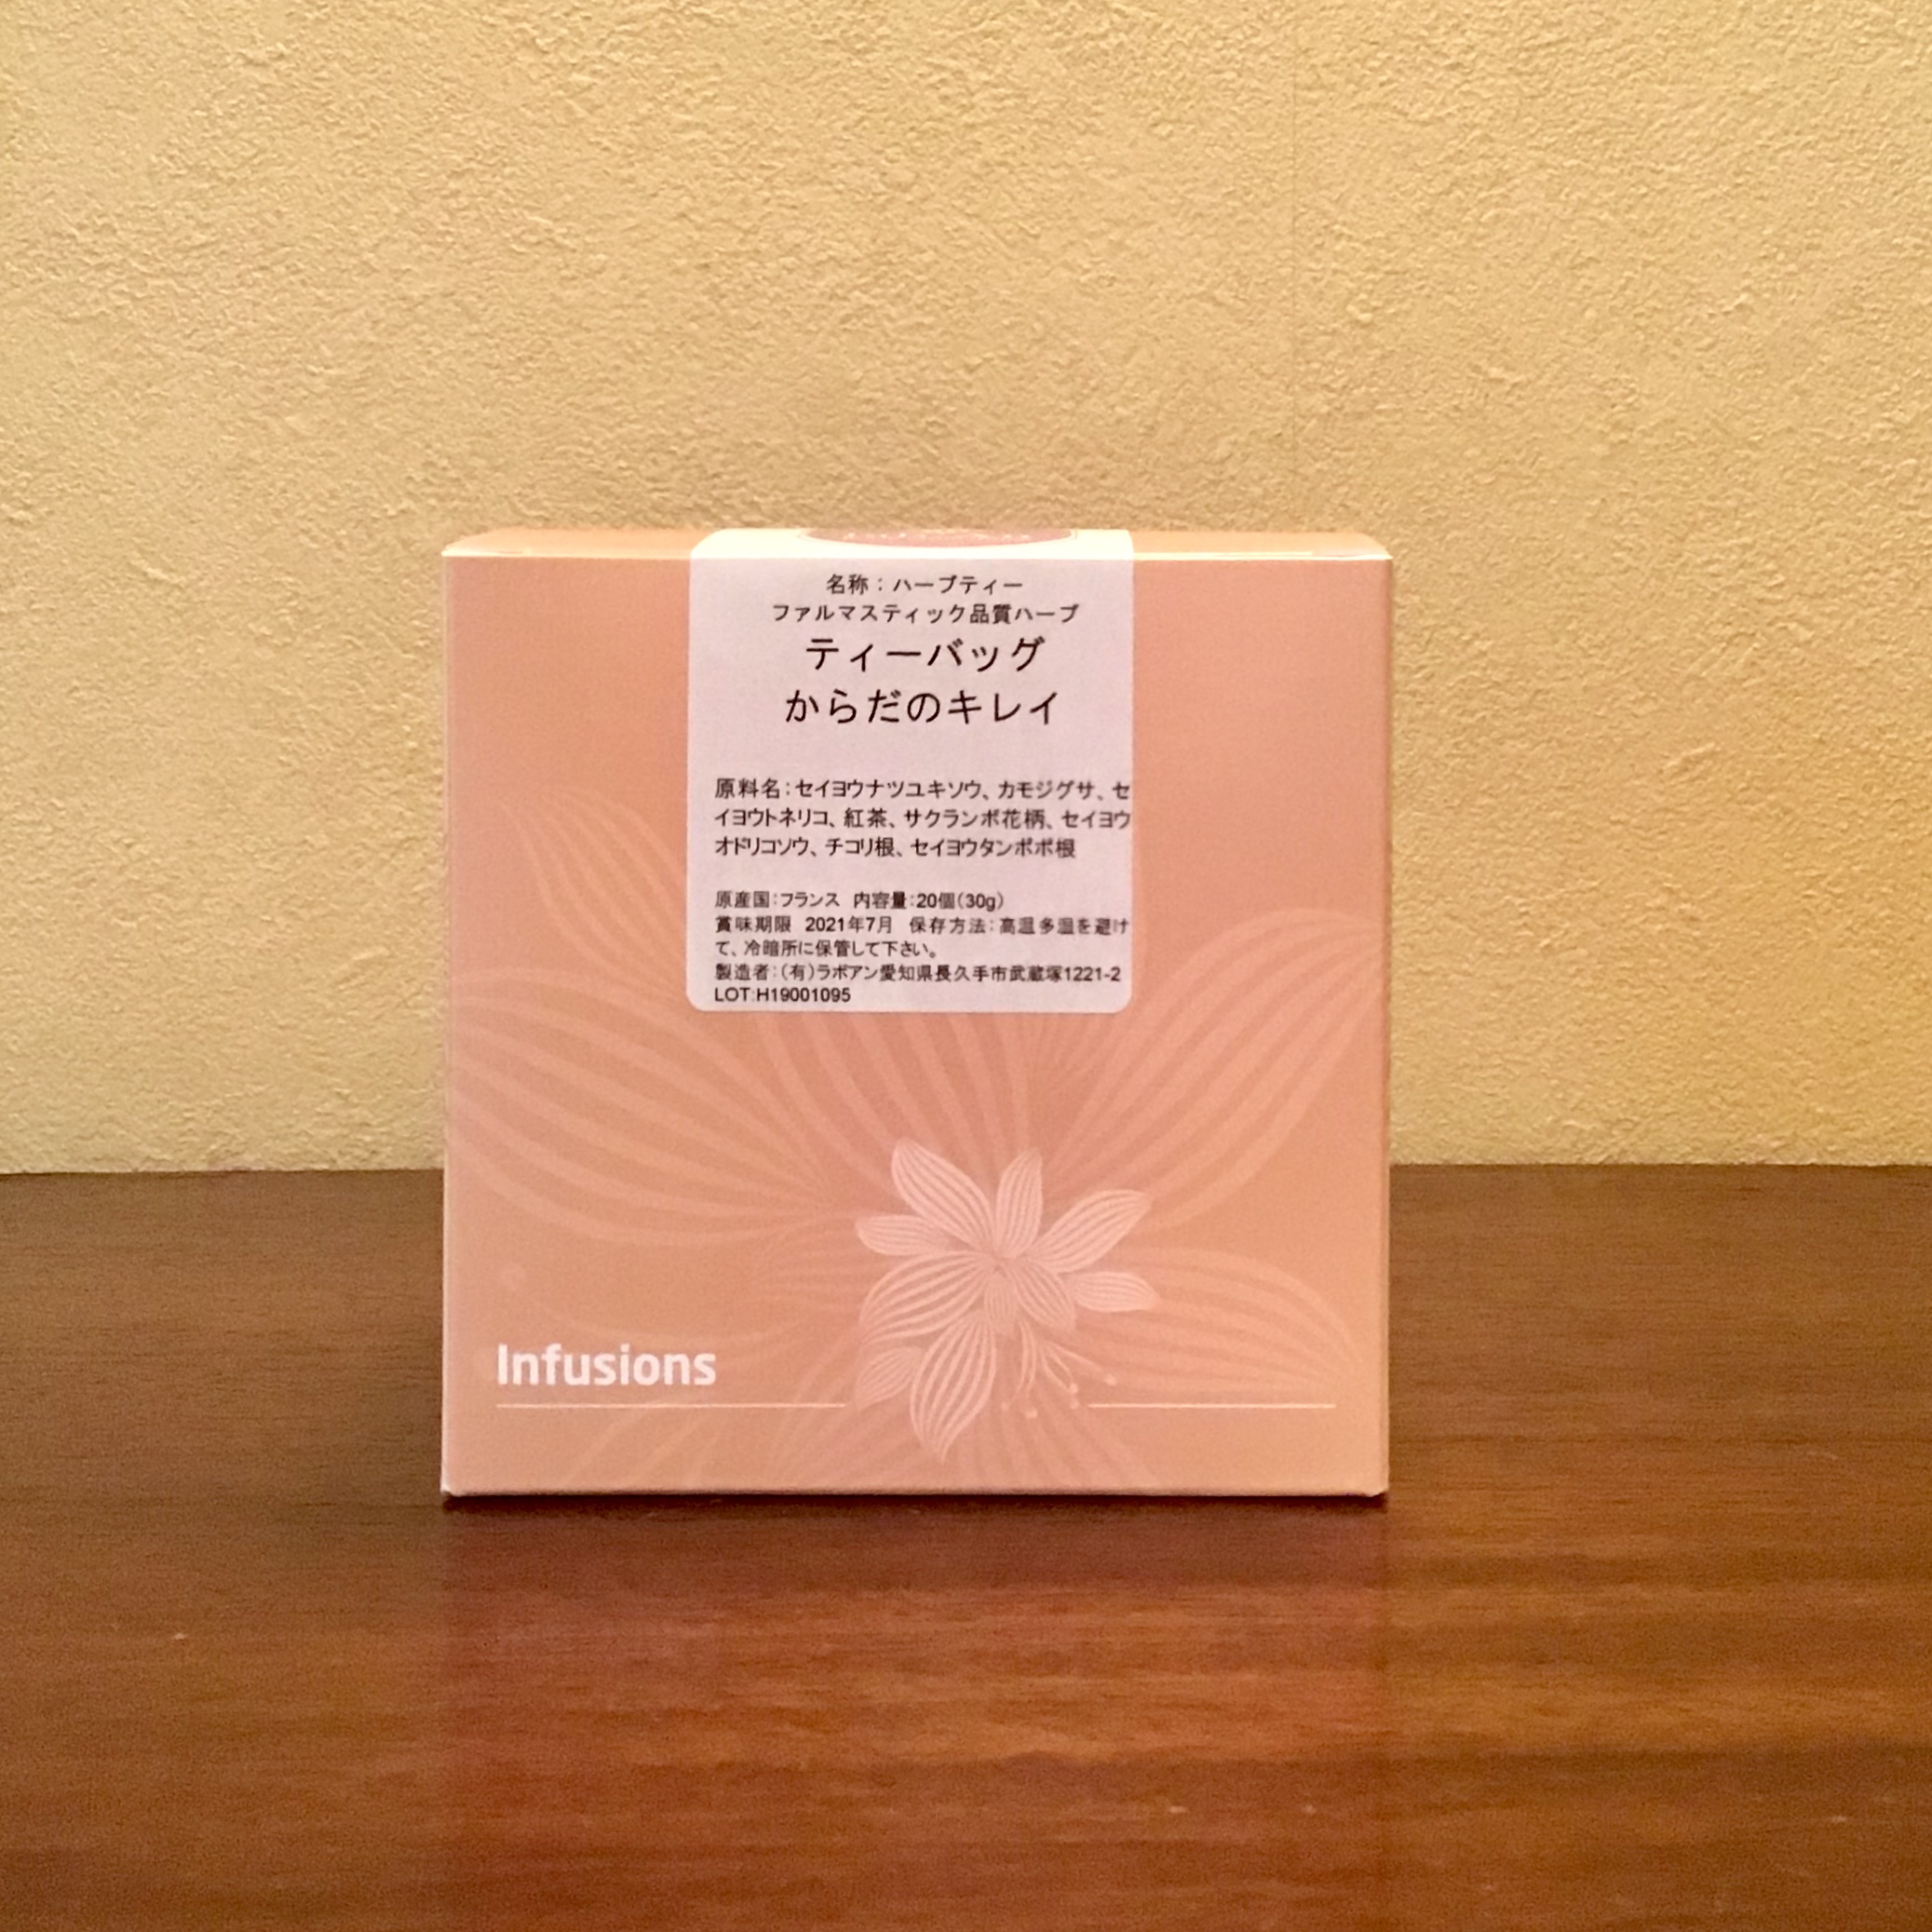 名称：ハーブティー
ファルマスティック品質ハーブ
ティーバッグ
からだのキレイ
原料名：セイヨウナツユキソウ、カモジグサ、セ
イヨウトネリコ、紅茶、サクランボ花柄、セイヨウ
オドリコソウ、チコリ根、セイヨウタンポポ根
原産国：フランス 内容量：20個（30g）
賞味期限 2021年7月 保存方法：高温多湿を避け
て、冷暗所に保管して下さい。
製造者：（有）ラボアン愛知県長久手市武蔵塚1221-2
LOT:H19001095
Infusions